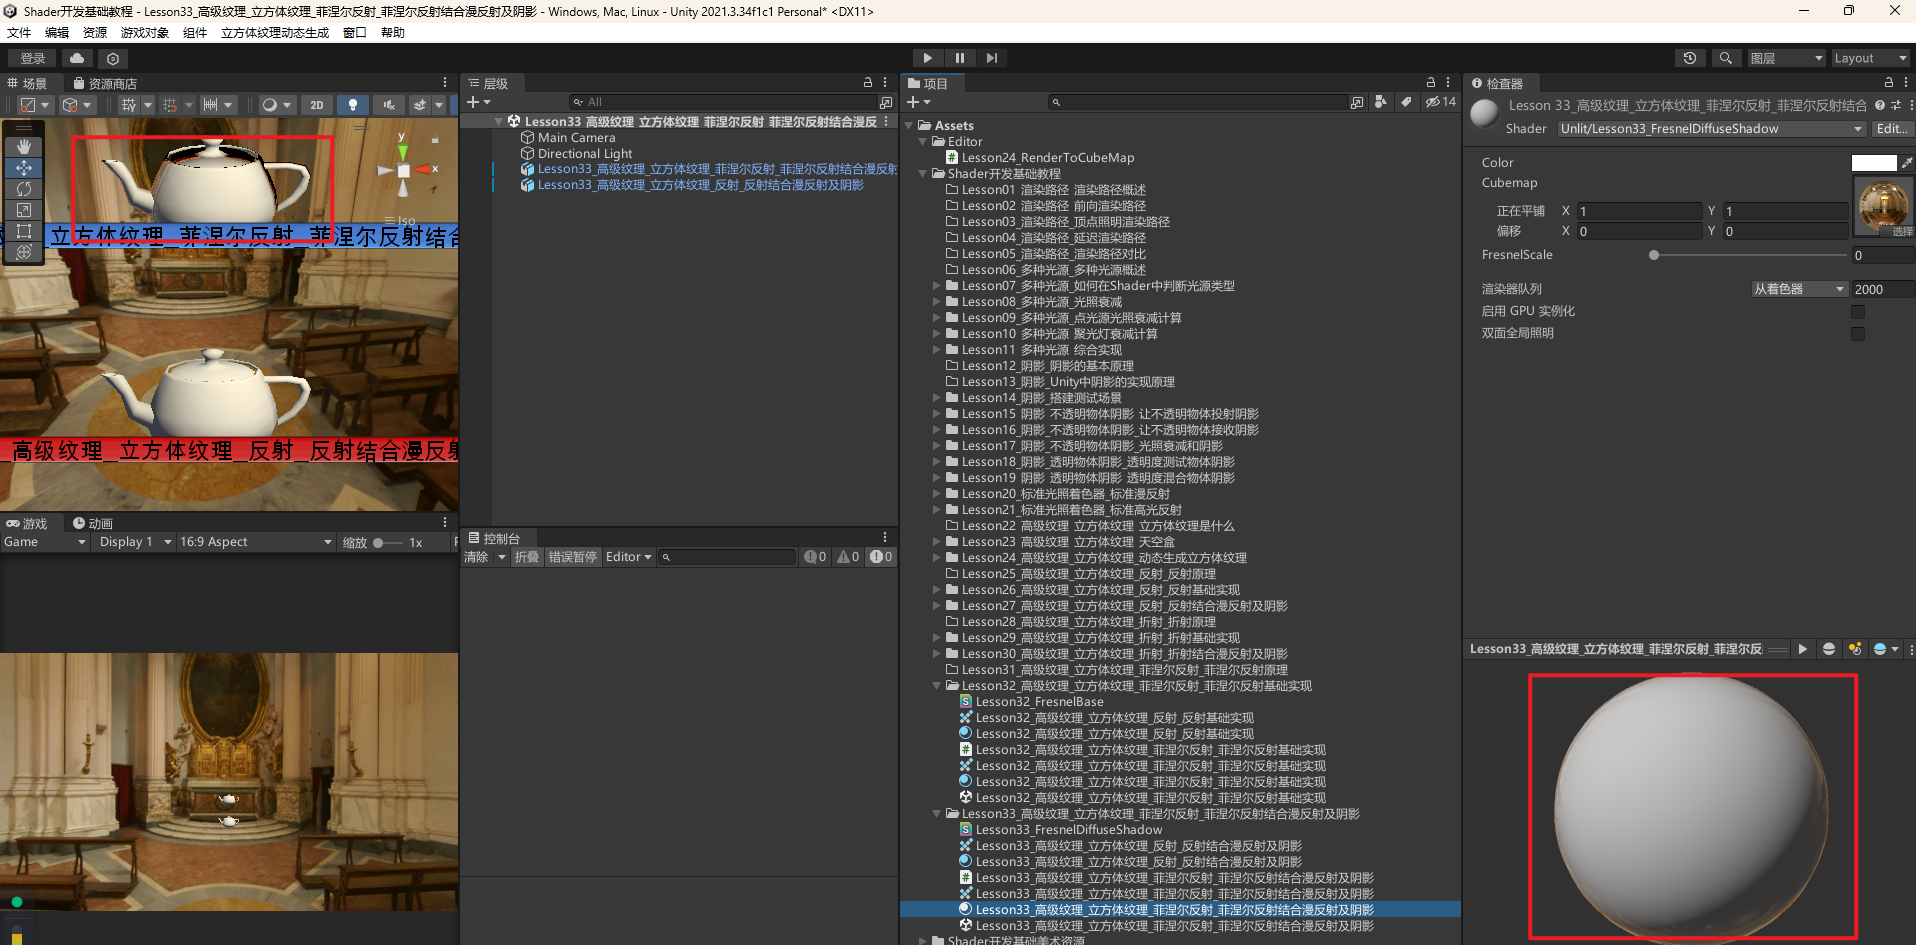 Shader开发基础教程 - Lesson33_高级纹理_立方体纹理_菲涅尔反射_菲涅尔反射结合漫反射及阴影 - Windows, Mac, Linux - Unity 2021.3.34f1c1 Personal* <DX11>
文件 编辑 资源 游戏对象 组件 立方体纹理动态生成 窗口 帮助
登录 图层 Layout
场景 资源商店
2D
y
x
Iso
立方体纹理_菲涅尔反射_菲涅尔反射结合
高级纹理_立方体纹理_反射_反射结合漫反射
游戏 动画
Game Display 1 16:9 Aspect 缩放 1x
层级
All
Lesson33_高级纹理_立方体纹理_菲涅尔反射_菲涅尔反射结合漫反
Main Camera
Directional Light
Lesson33_高级纹理_立方体纹理_菲涅尔反射_菲涅尔反射结合漫反射
Lesson33_高级纹理_立方体纹理_反射_反射结合漫反射及阴影
控制台
清除 折叠 错误暂停 Editor 0 0 0
项目
14
Assets
Editor
Lesson24_RenderToCubeMap
Shader开发基础教程
Lesson01_渲染路径_渲染路径概述
Lesson02_渲染路径_前向渲染路径
Lesson03_渲染路径_顶点照明渲染路径
Lesson04_渲染路径_延迟渲染路径
Lesson05_渲染路径_渲染路径对比
Lesson06_多种光源_多种光源概述
Lesson07_多种光源_如何在Shader中判断光源类型
Lesson08_多种光源_光照衰减
Lesson09_多种光源_点光源光照衰减计算
Lesson10_多种光源_聚光灯衰减计算
Lesson11_多种光源_综合实现
Lesson12_阴影_阴影的基本原理
Lesson13_阴影_Unity中阴影的实现原理
Lesson14_阴影_搭建测试场景
Lesson15_阴影_不透明物体阴影_让不透明物体投射阴影
Lesson16_阴影_不透明物体阴影_让不透明物体接收阴影
Lesson17_阴影_不透明物体阴影_光照衰减和阴影
Lesson18_阴影_透明物体阴影_透明度测试物体阴影
Lesson19_阴影_透明物体阴影_透明度混合物体阴影
Lesson20_标准光照着色器_标准漫反射
Lesson21_标准光照着色器_标准高光反射
Lesson22_高级纹理_立方体纹理_立方体纹理是什么
Lesson23_高级纹理_立方体纹理_天空盒
Lesson24_高级纹理_立方体纹理_动态生成立方体纹理
Lesson25_高级纹理_立方体纹理_反射_反射原理
Lesson26_高级纹理_立方体纹理_反射_反射基础实现
Lesson27_高级纹理_立方体纹理_反射_反射结合漫反射及阴影
Lesson28_高级纹理_立方体纹理_折射_折射原理
Lesson29_高级纹理_立方体纹理_折射_折射基础实现
Lesson30_高级纹理_立方体纹理_折射_折射结合漫反射及阴影
Lesson31_高级纹理_立方体纹理_菲涅尔反射_菲涅尔反射原理
Lesson32_高级纹理_立方体纹理_菲涅尔反射_菲涅尔反射基础实现
Lesson32_FresnelBase
Lesson32_高级纹理_立方体纹理_反射_反射基础实现
Lesson32_高级纹理_立方体纹理_反射_反射基础实现
Lesson32_高级纹理_立方体纹理_菲涅尔反射_菲涅尔反射基础实现
Lesson32_高级纹理_立方体纹理_菲涅尔反射_菲涅尔反射基础实现
Lesson32_高级纹理_立方体纹理_菲涅尔反射_菲涅尔反射基础实现
Lesson32_高级纹理_立方体纹理_菲涅尔反射_菲涅尔反射基础实现
Lesson33_高级纹理_立方体纹理_菲涅尔反射_菲涅尔反射结合漫反射及阴影
Lesson33_FresnelDiffuseShadow
Lesson33_高级纹理_立方体纹理_反射_反射结合漫反射及阴影
Lesson33_高级纹理_立方体纹理_反射_反射结合漫反射及阴影
Lesson33_高级纹理_立方体纹理_菲涅尔反射_菲涅尔反射结合漫反射及阴影
Lesson33_高级纹理_立方体纹理_菲涅尔反射_菲涅尔反射结合漫反射及阴影
Lesson33_高级纹理_立方体纹理_菲涅尔反射_菲涅尔反射结合漫反射及阴影
Lesson33_高级纹理_立方体纹理_菲涅尔反射_菲涅尔反射结合漫反射及阴影
Shader开发基础美术资源
检查器
Lesson 33_高级纹理_立方体纹理_菲涅尔反射_菲涅尔反射结合
Shader Unlit/Lesson33_FresnelDiffuseShadow Edit...
Color
Cubemap
正在平铺 X 1 Y 1
偏移 X 0 Y 0 选择
FresnelScale 0
渲染器队列 从着色器 2000
启用 GPU 实例化
双面全局照明
Lesson33_高级纹理_立方体纹理_菲涅尔反射_菲涅尔反